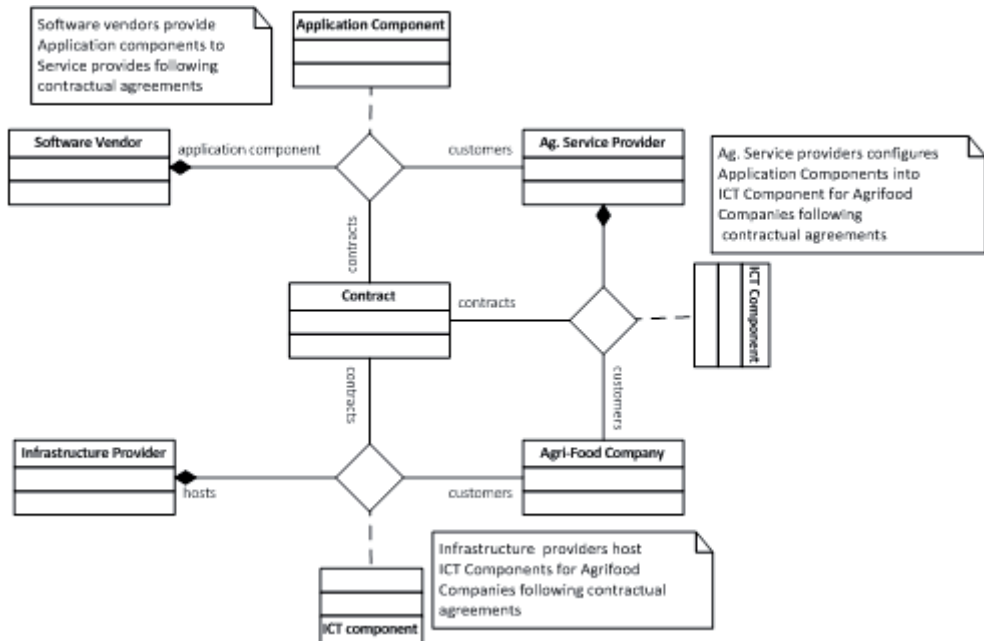 Software vendors provide
Application components to
Service provides following
contractual agreements
Application Component
Software Vendor
application component
customers
Ag. Service Provider
Ag. Service providers configures
Application Components into
ICT Component for Agrifood
Companies following
contractual agreements
contracts
Contract
contracts
ICT Component
contracts
customers
Infrastructure Provider
hosts
customers
Agri-Food Company
Infrastructure providers host
ICT Components for Agrifood
Companies following contractual
agreements
ICT component